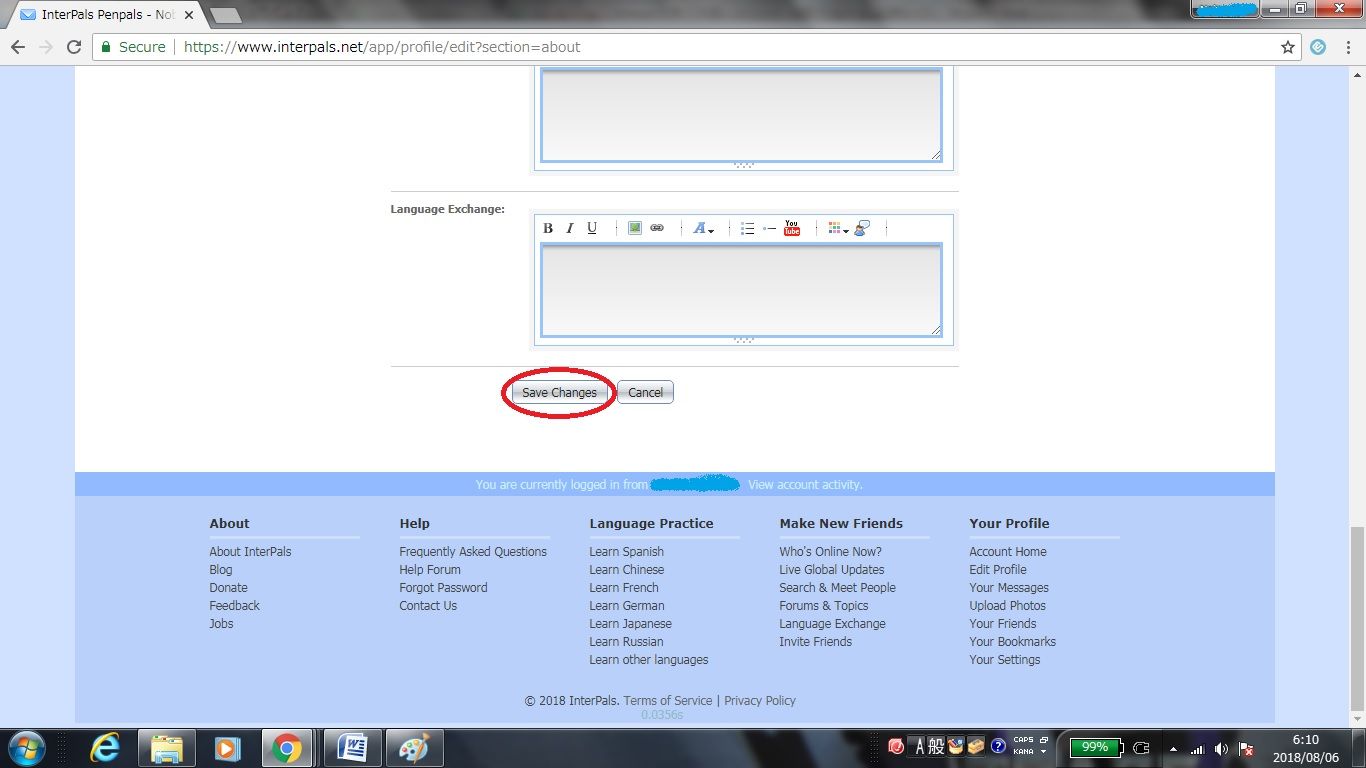 InterPals Penpals - Not
Secure https://www.interpals.net/app/profile/edit?section=about
Language Exchange:
B I U A You Tube
Save Changes Cancel
You are currently logged in from View account activity.
About
About InterPals
Blog
Donate
Feedback
Jobs
Help
Frequently Asked Questions
Help Forum
Forgot Password
Contact Us
Language Practice
Learn Spanish
Learn Chinese
Learn French
Learn German
Learn Japanese
Learn Russian
Learn other languages
Make New Friends
Who's Online Now?
Live Global Updates
Search & Meet People
Forums & Topics
Language Exchange
Invite Friends
Your Profile
Account Home
Edit Profile
Your Messages
Upload Photos
Your Friends
Your Bookmarks
Your Settings
© 2018 InterPals. Terms of Service | Privacy Policy
0.0356s
A 般 CAPS KANA 99% 6:10
2018/08/06